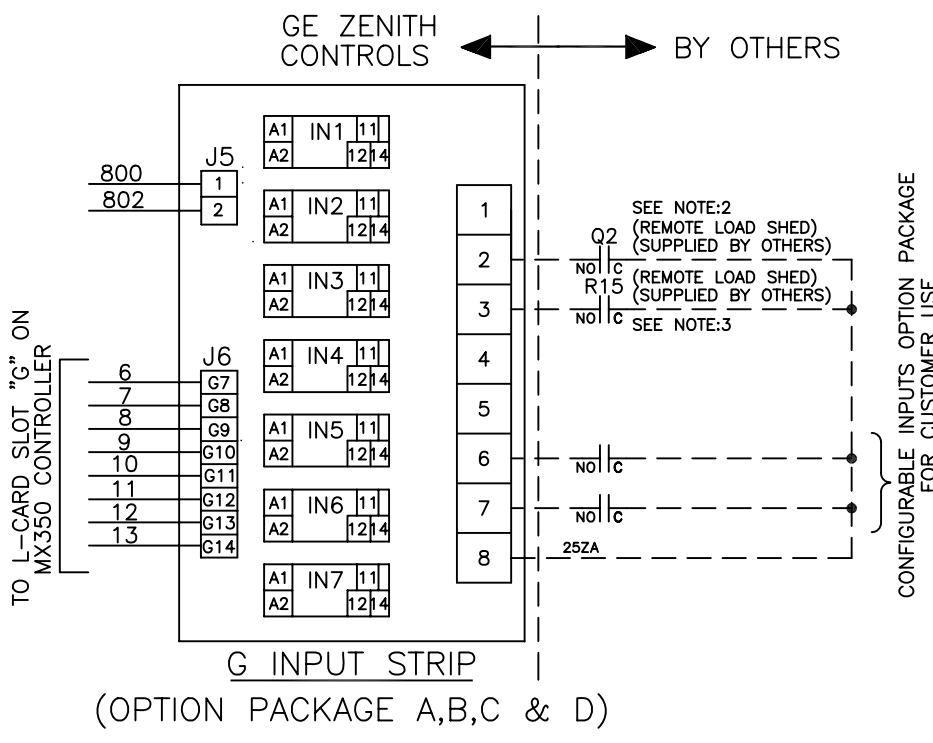 GE ZENITH
CONTROLS
BY OTHERS
A1 IN1 11
A2 12 14
J5
800 1
802 2
A1 IN2 11
A2 12 14
A1 IN3 11
A2 12 14
A1 IN4 11
A2 12 14
A1 IN5 11
A2 12 14
A1 IN6 11
A2 12 14
A1 IN7 11
A2 12 14
TO L-CARD SLOT "G" ON
MX350 CONTROLLER
J6
6 G7
7 G8
8 G9
9 G10
10 G11
11 G12
12 G13
13 G14
1
2
3
4
5
6
7
8
SEE NOTE:2
(REMOTE LOAD SHED)
(SUPPLIED BY OTHERS)
Q2
NO C
R15
(REMOTE LOAD SHED)
(SUPPLIED BY OTHERS)
NO C
SEE NOTE:3
NO C
NO C
25ZA
CONFIGURABLE INPUTS OPTION PACKAGE
FOR CUSTOMER USE
G INPUT STRIP
(OPTION PACKAGE A,B,C & D)